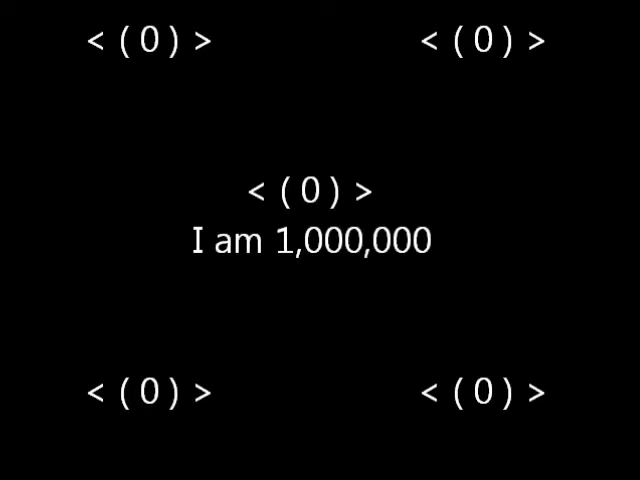 < ( 0 ) > < ( 0 ) >
< ( 0 ) >
I am 1,000,000
< ( 0 ) > < ( 0 ) >